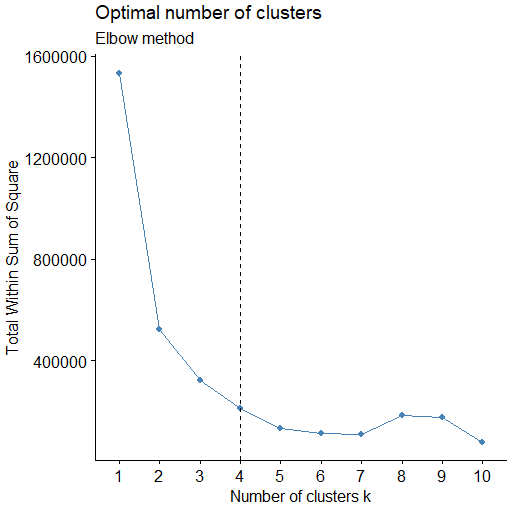 Optimal number of clusters
Elbow method
Total Within Sum of Square
1600000
1200000
800000
400000
1 2 3 4 5 6 7 8 9 10
Number of clusters k